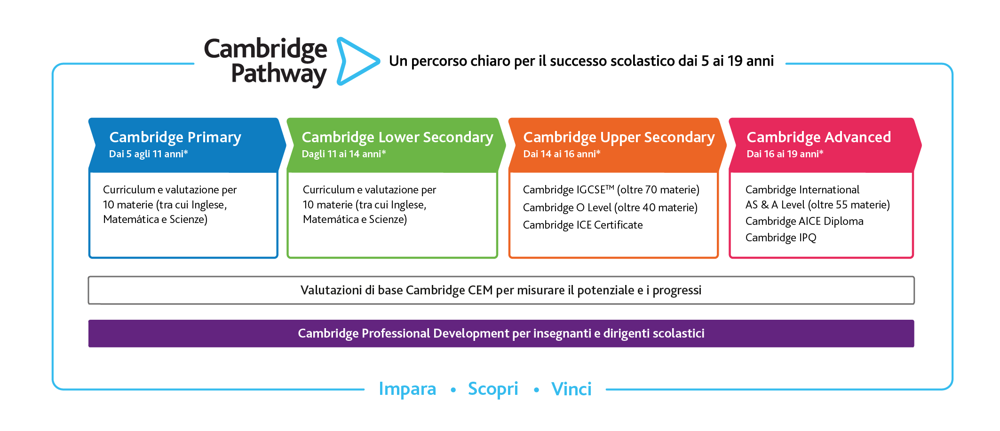 Cambridge
Pathway
Un percorso chiaro per il successo scolastico dai 5 ai 19 anni
Cambridge Primary
Dai 5 agli 11 anni*
Curriculum e valutazione per
10 materie (tra cui Inglese,
Matemática e Scienze)
Cambridge Lower Secondary
Dagli 11 ai 14 anni*
Curriculum e valutazione per
10 materie (tra cui Inglese,
Matemática e Scienze)
Cambridge Upper Secondary
Dai 14 ai 16 anni*
Cambridge IGCSE™ (oltre 70 materie)
Cambridge O Level (oltre 40 materie)
Cambridge ICE Certificate
Cambridge Advanced
Dai 16 ai 19 anni*
Cambridge International
AS & A Level (oltre 55 materie)
Cambridge AICE Diploma
Cambridge IPQ
Valutazioni di base Cambridge CEM per misurare il potenziale e i progressi
Cambridge Professional Development per insegnanti e dirigenti scolastici
Impara • Scopri • Vinci